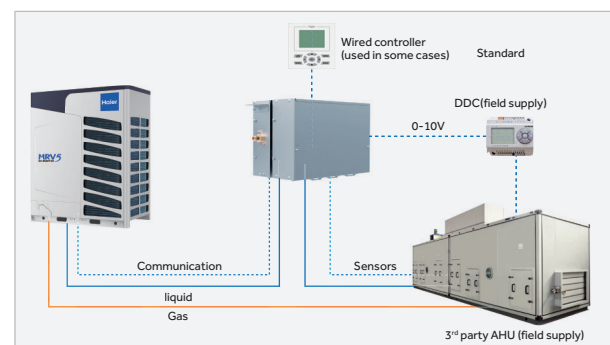 Wired controller
(used in some cases)
Standard
DDC(field supply)
0-10V
Haier
MRV5
Communication
Sensors
liquid
Gas
3rd party AHU (field supply)